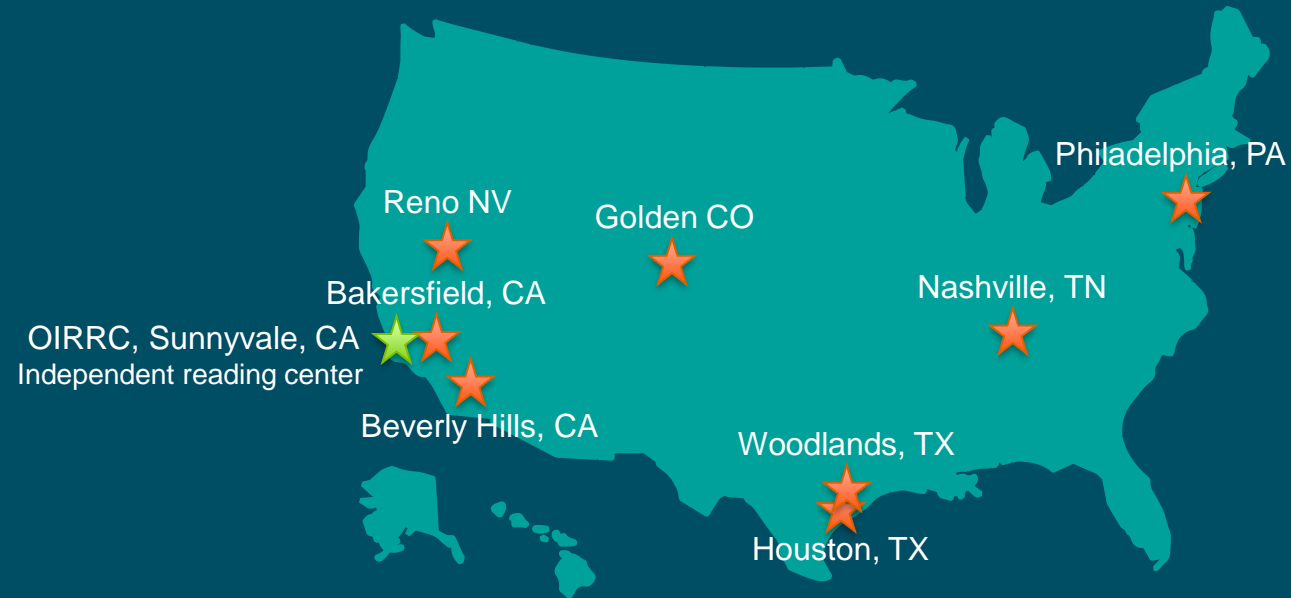 Philadelphia, PA
Reno NV
Golden CO
Bakersfield, CA
Nashville, TN
OIRRC, Sunnyvale, CA
Independent reading center
Beverly Hills, CA
Woodlands, TX
Houston, TX